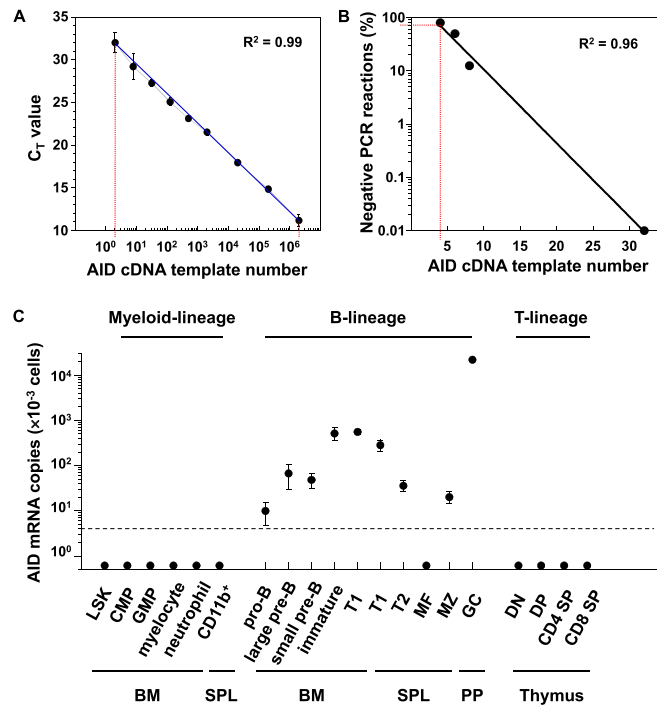 A
35
30
25
20
15
10
C_T value
R² = 0.99
10⁰ 10¹ 10² 10³ 10⁴ 10⁵ 10⁶
AID cDNA template number
B
100
10
1
0.1
0.01
Negative PCR reactions (%)
R² = 0.96
5 10 15 20 25 30
AID cDNA template number
C
Myeloid-lineage B-lineage T-lineage
AID mRNA copies (×10⁻³ cells)
10⁴
10³
10²
10¹
10⁰
LSK CMP GMP myelocyte neutrophil CD11b⁺ pro-B large pre-B small pre-B immature T1 T1 T2 MF MZ GC DN DP CD4 SP CD8 SP
BM SPL BM SPL PP Thymus